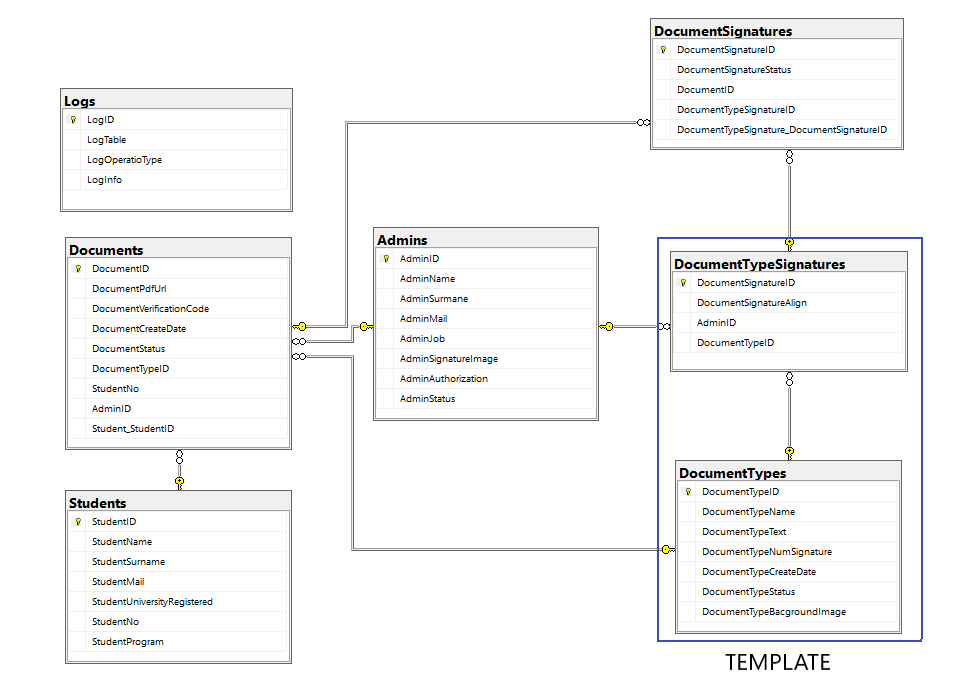 DocumentSignatures
DocumentSignatureID
DocumentSignatureStatus
DocumentID
DocumentTypeSignatureID
DocumentTypeSignature_DocumentSignatureID
Logs
LogID
LogTable
LogOperatioType
LogInfo
Documents
DocumentID
DocumentPdfUrl
DocumentVerificationCode
DocumentCreateDate
DocumentStatus
DocumentTypeID
StudentNo
AdminID
Student_StudentID
Admins
AdminID
AdminName
AdminSurmane
AdminMail
AdminJob
AdminSignatureImage
AdminAuthorization
AdminStatus
DocumentTypeSignatures
DocumentSignatureID
DocumentSignatureAlign
AdminID
DocumentTypeID
Students
StudentID
StudentName
StudentSurname
StudentMail
StudentUniversityRegistered
StudentNo
StudentProgram
DocumentTypes
DocumentTypeID
DocumentTypeName
DocumentTypeText
DocumentTypeNumSignature
DocumentTypeCreateDate
DocumentTypeStatus
DocumentTypeBacgroundImage
TEMPLATE